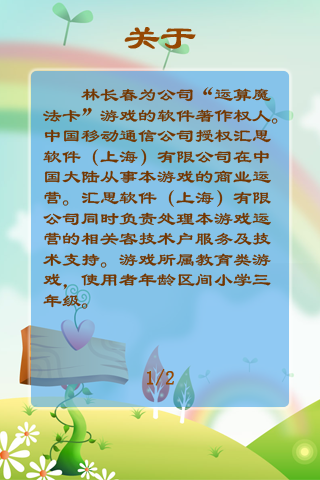 关于
林长春为公司“运算魔
法卡”游戏的软件著作权人。
中国移动通信公司授权汇思
软件（上海）有限公司在中
国大陆从事本游戏的商业运
营。汇思软件（上海）有限
公司同时负责处理本游戏运
营的相关客技术户服务及技
术支持。游戏所属教育类游
戏，使用者年龄区间小学三
年级。
1/2